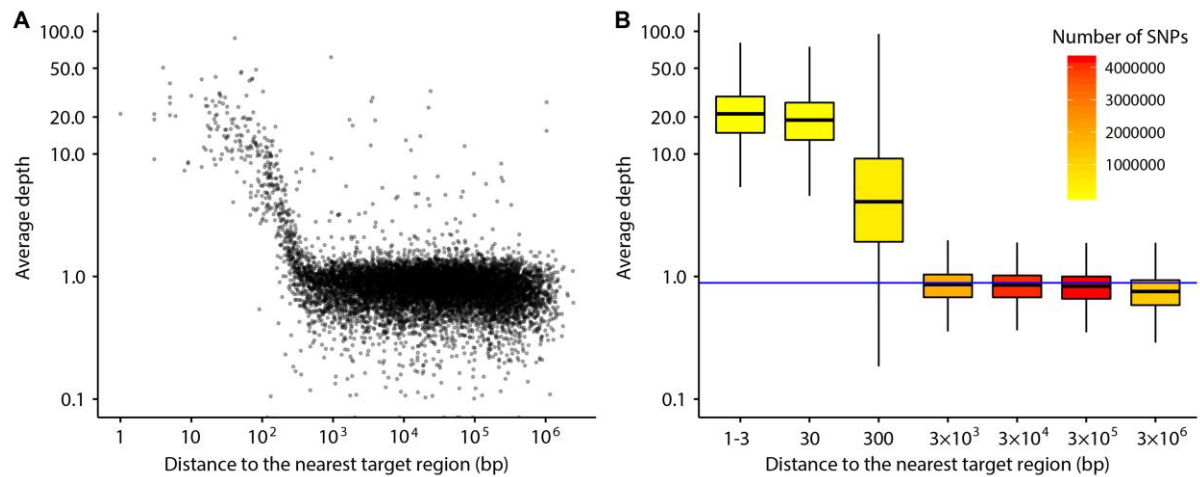 A
Average depth
100.0
50.0
20.0
10.0
1.0
0.1
1 10 10² 10³ 10⁴ 10⁵ 10⁶
Distance to the nearest target region (bp)
B
Average depth
100.0
50.0
20.0
10.0
1.0
0.1
Number of SNPs
4000000
3000000
2000000
1000000
1-3 30 300 3×10³ 3×10⁴ 3×10⁵ 3×10⁶
Distance to the nearest target region (bp)